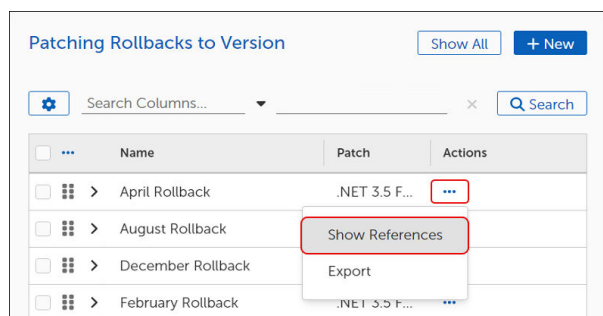 Patching Rollbacks to Version
Show All
+ New
Search Columns...
Search
Name Patch Actions
April Rollback .NET 3.5 F...
August Rollback
Show References
December Rollback
Export
February Rollback .NET 3.5 F...